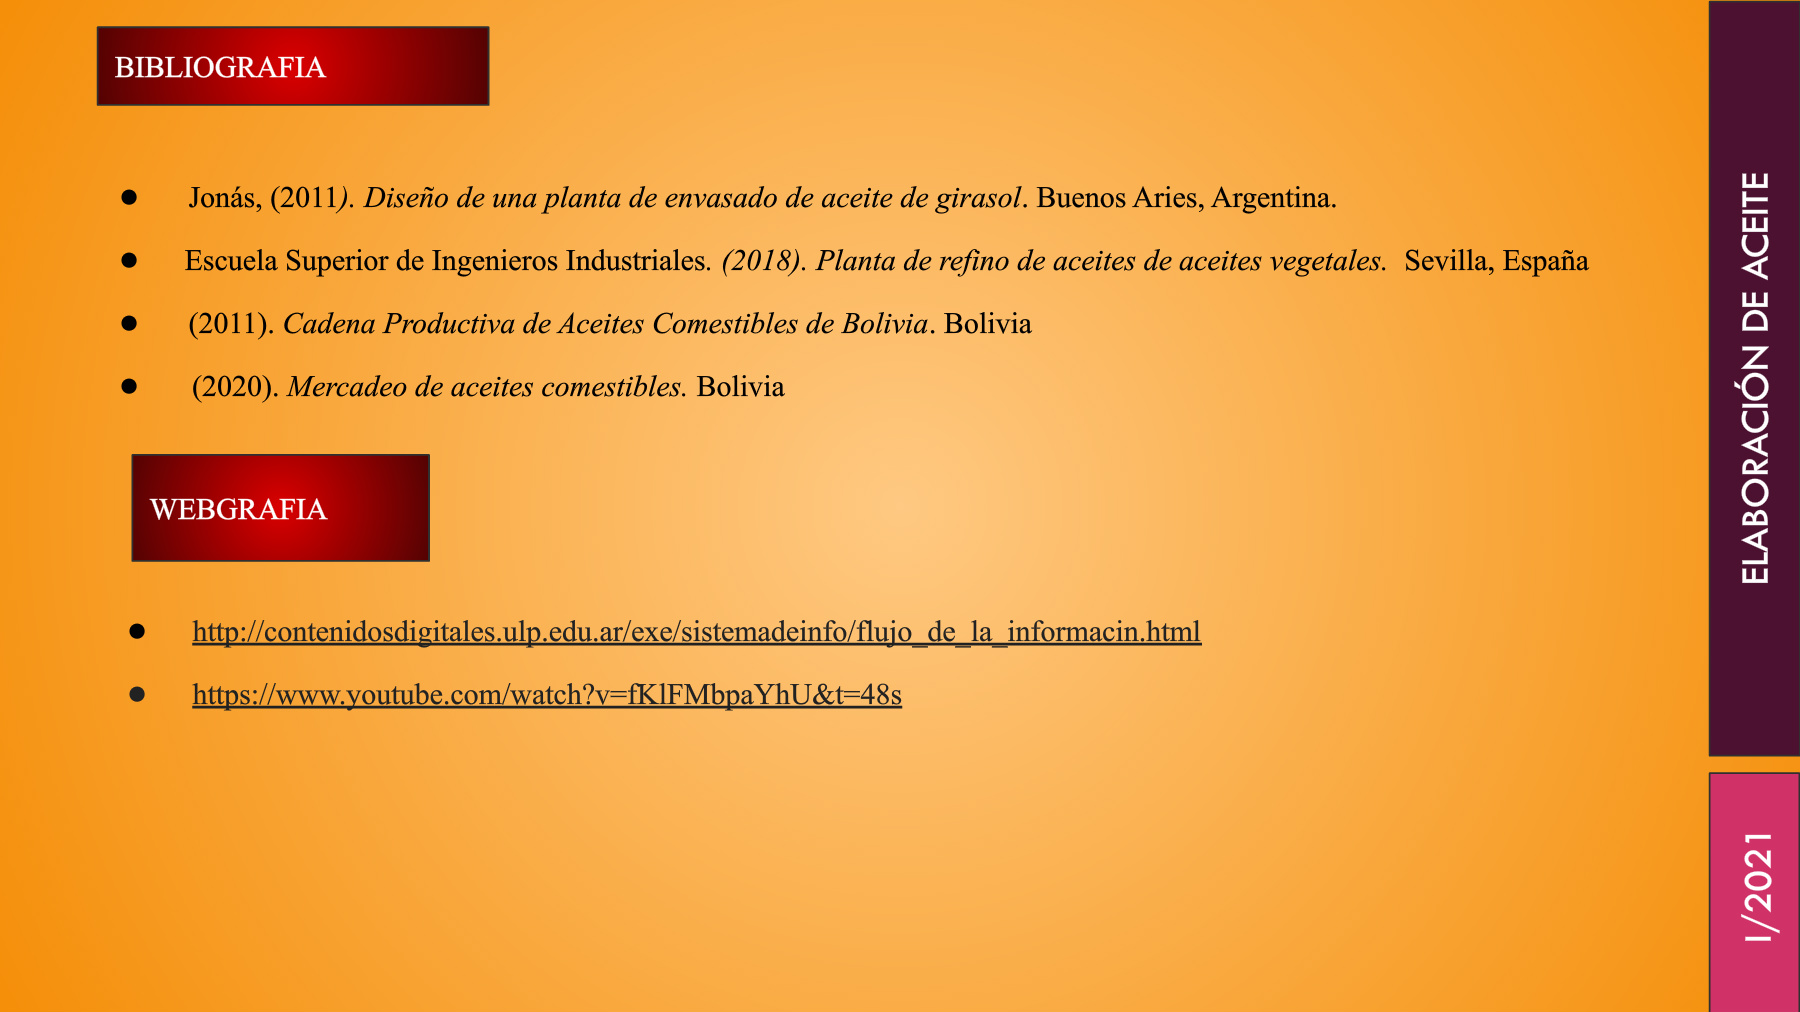 BIBLIOGRAFIA
Jonás, (2011). Diseño de una planta de envasado de aceite de girasol. Buenos Aries, Argentina.
Escuela Superior de Ingenieros Industriales. (2018). Planta de refino de aceites de aceites vegetales. Sevilla, España
(2011). Cadena Productiva de Aceites Comestibles de Bolivia. Bolivia
(2020). Mercadeo de aceites comestibles. Bolivia
WEBGRAFIA
http://contenidosdigitales.ulp.edu.ar/exe/sistemadeinfo/flujo_de_la_informacin.html
https://www.youtube.com/watch?v=fKlFMbpaYhU&t=48s
ELABORACIÓN DE ACEITE
I/2021